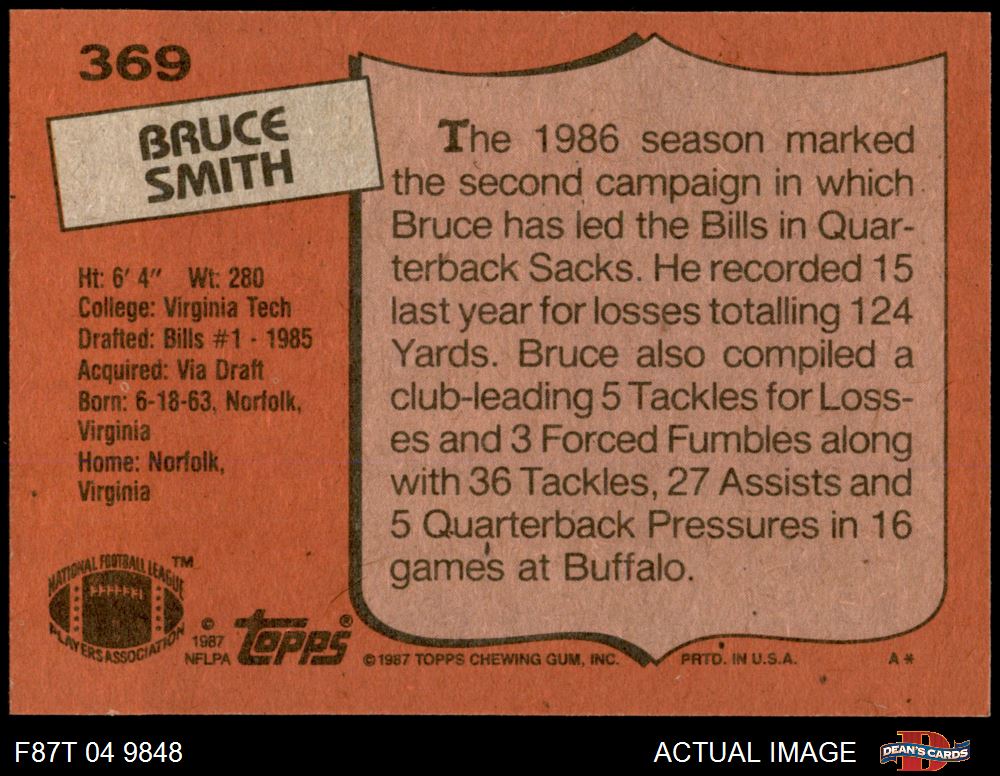 369
BRUCE
SMITH
Ht: 6' 4" Wt: 280
College: Virginia Tech
Drafted: Bills #1 - 1985
Acquired: Via Draft
Born: 6-18-63, Norfolk,
Virginia
Home: Norfolk,
Virginia
The 1986 season marked
the second campaign in which
Bruce has led the Bills in Quar-
terback Sacks. He recorded 15
last year for losses totalling 124
Yards. Bruce also compiled a
club-leading 5 Tackles for Loss-
es and 3 Forced Fumbles along
with 36 Tackles, 27 Assists and
5 Quarterback Pressures in 16
games at Buffalo.
NATIONAL FOOTBALL LEAGUE ™
PLAYERS ASSOCIATION
© 1987
NFLPA
topps®
© 1987 TOPPS CHEWING GUM, INC. PRTD. IN U.S.A. A*
F87T 04 9848 ACTUAL IMAGE DEAN'S CARDS